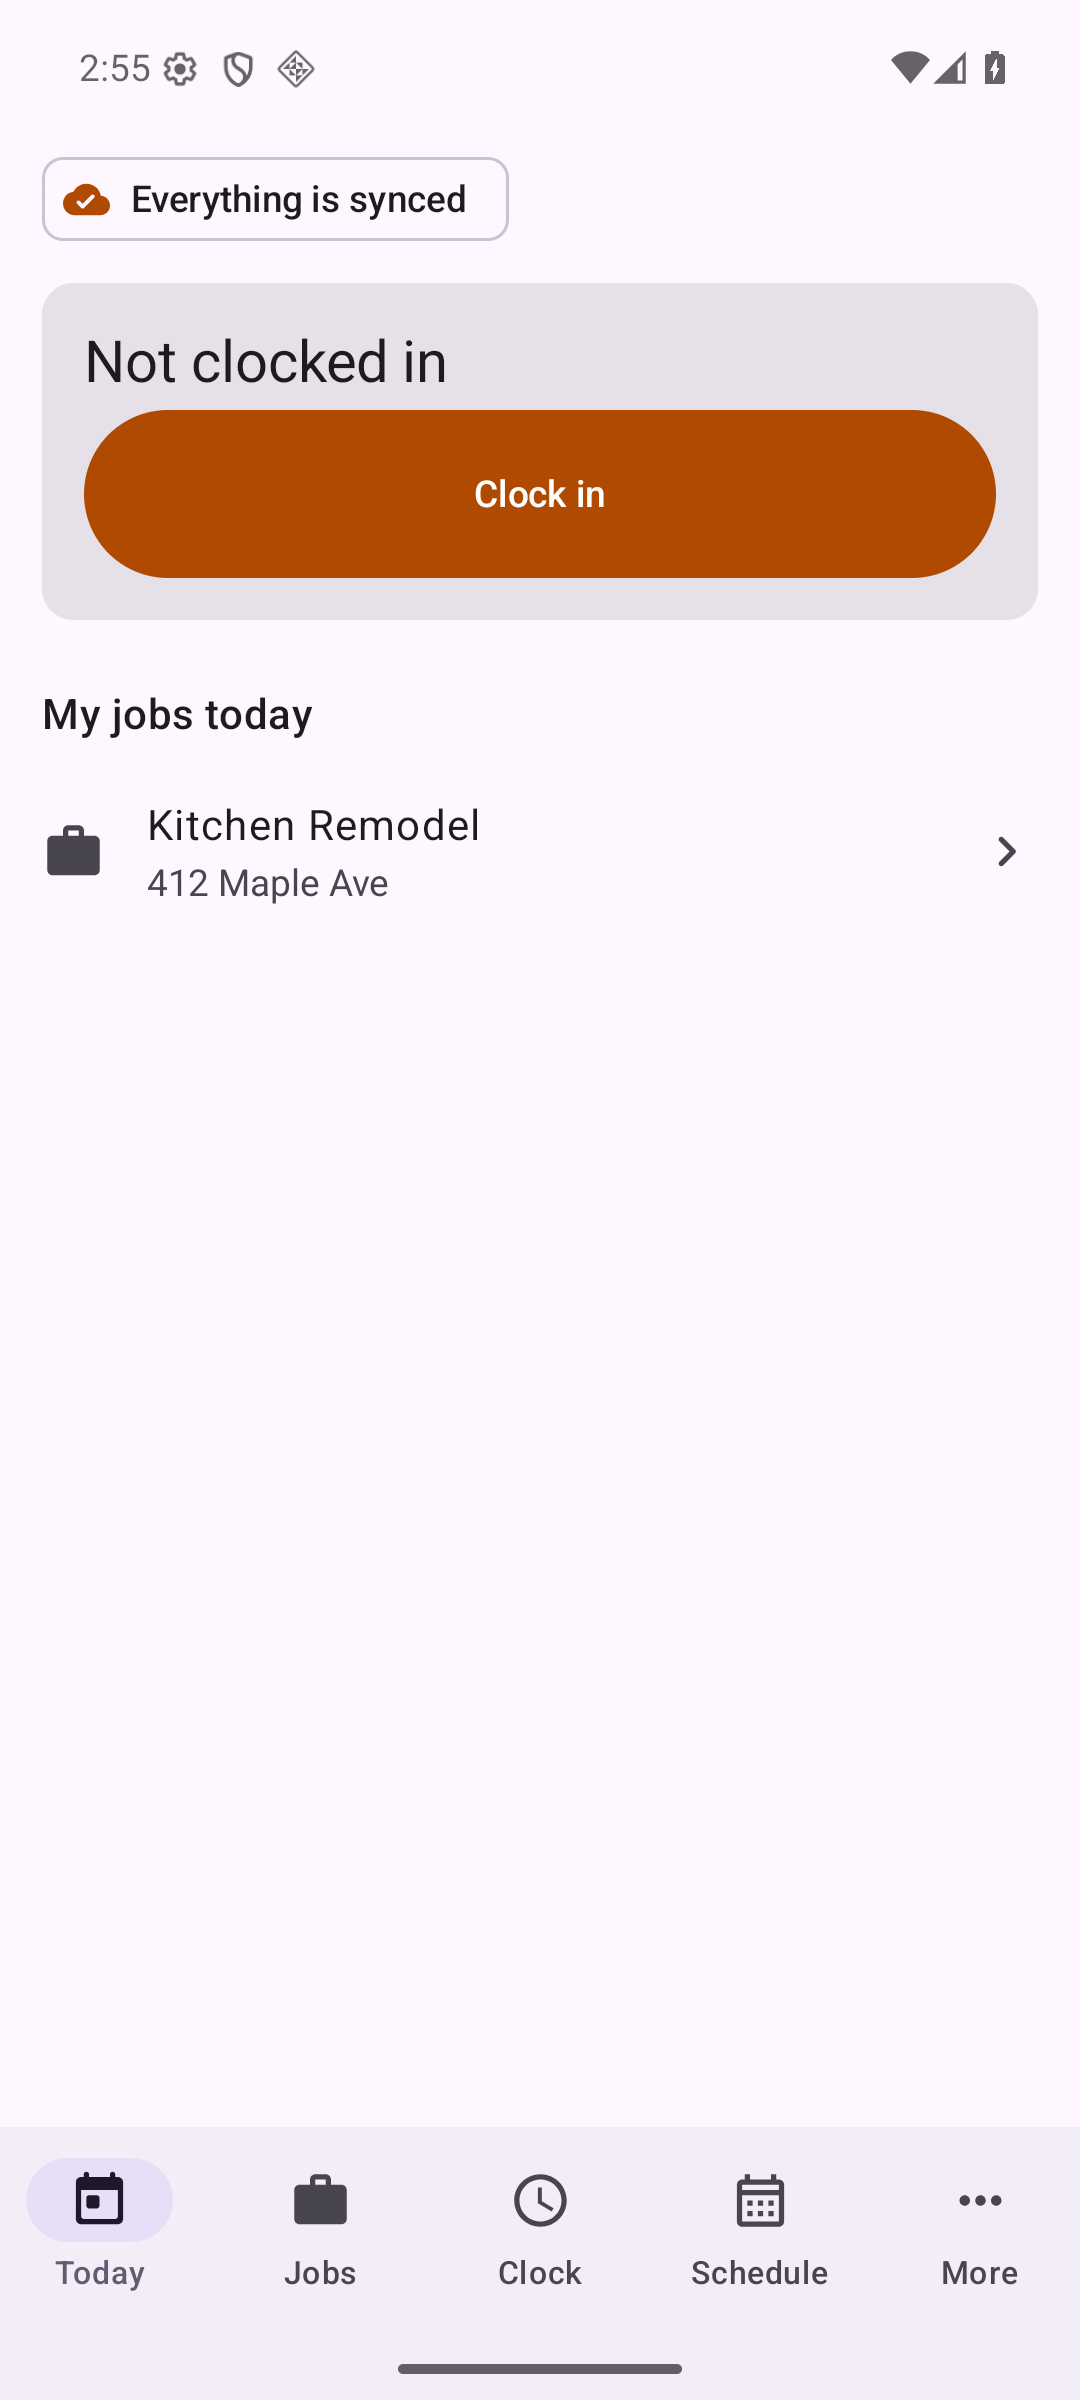 2:55
Everything is synced
Not clocked in
Clock in
My jobs today
Kitchen Remodel
412 Maple Ave
Today
Jobs
Clock
Schedule
More